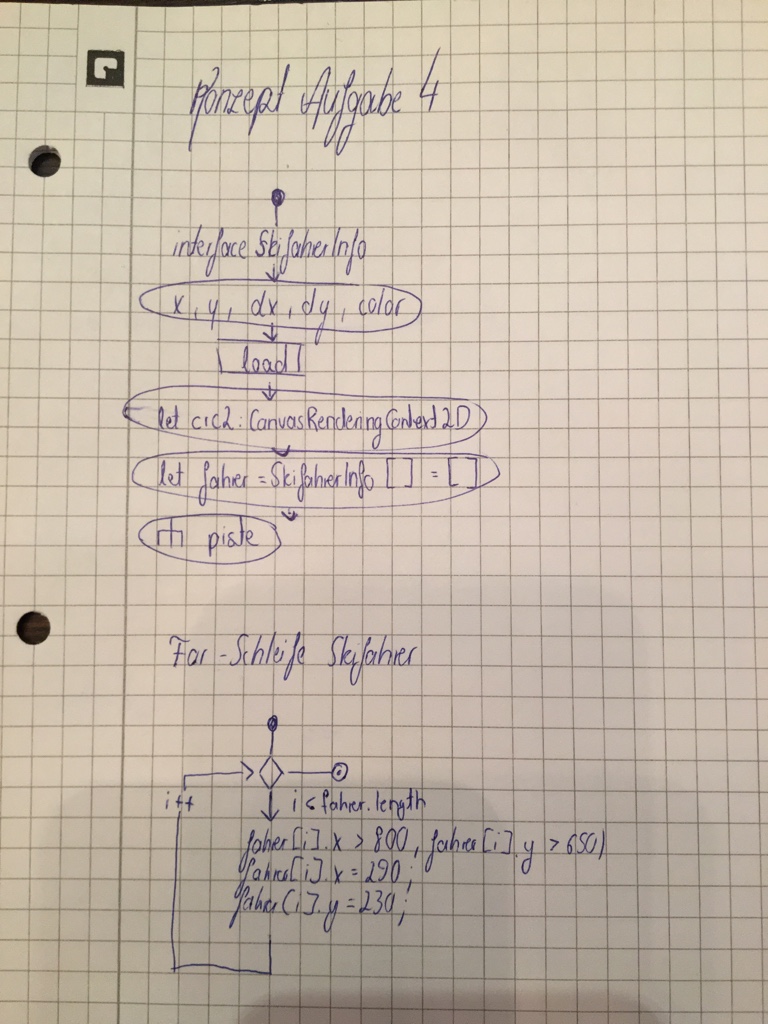 Konzept Aufgabe 4
interface SkifahrerInfo
x, y, dx, dy, color
load
let crc2: CanvasRenderingContext2D
let fahrer = SkifahrerInfo [ ] = [ ]
piste
For-Schleife Skifahrer
i++
i < fahrer.length
fahrer[i].x > 800, fahrer[i].y > 650)
fahrer[i].x = 290;
fahrer[i].y = 230;